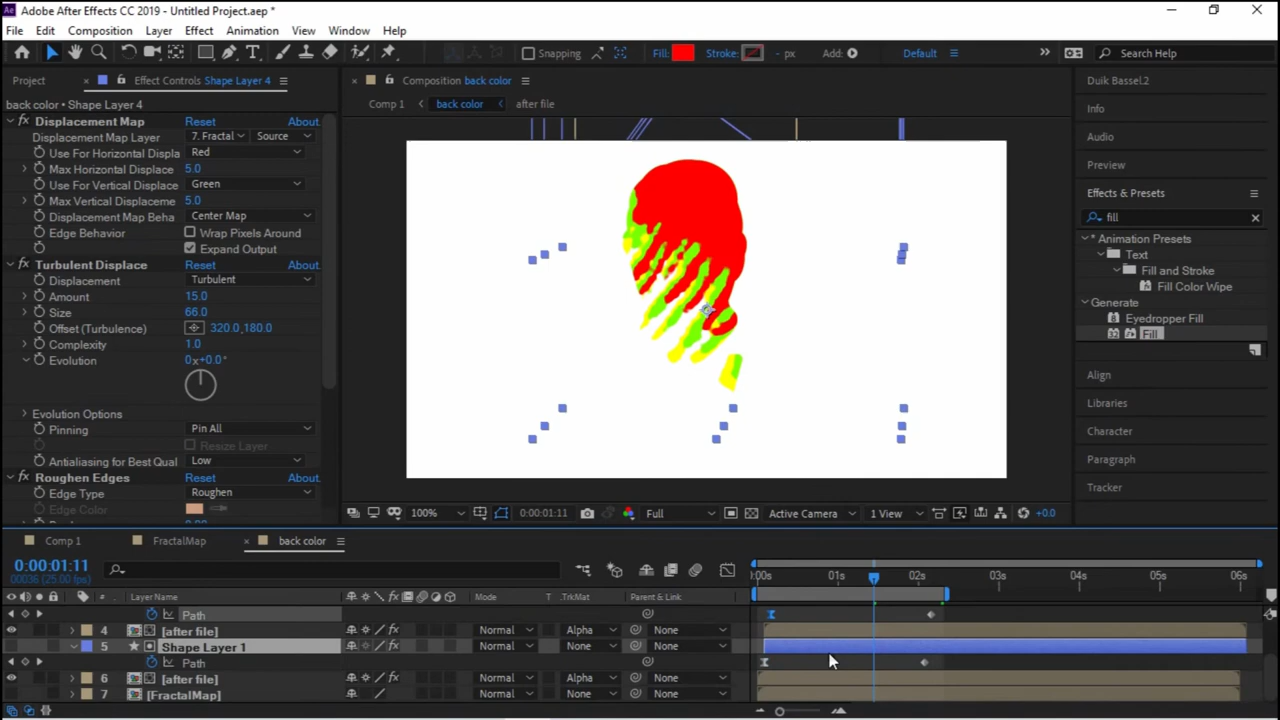 Adobe After Effects CC 2019 - Untitled Project.aep *
File Edit Composition Layer Effect Animation View Window Help
Snapping Fill: Stroke: - px Add: Default Search Help
Project Effect Controls Shape Layer 4 Composition back color
back color • Shape Layer 4 Comp 1 back color after file
fx Displacement Map Reset About.
Displacement Map Layer 7. Fractal Source
Use For Horizontal Displa Red
Max Horizontal Displace 5.0
Use For Vertical Displace Green
Max Vertical Displaceme 5.0
Displacement Map Beha Center Map
Edge Behavior Wrap Pixels Around
Expand Output
fx Turbulent Displace Reset About.
Displacement Turbulent
Amount 15.0
Size 66.0
Offset (Turbulence) 320.0,180.0
Complexity 1.0
Evolution 0x+0.0°
Evolution Options
Pinning Pin All
Resize Layer
Antialiasing for Best Qual Low
fx Roughen Edges Reset About.
Edge Type Roughen
Edge Color
Duik Bassel.2
Info
Audio
Preview
Effects & Presets
fill
* Animation Presets
Text
Fill and Stroke
Fill Color Wipe
Generate
Eyedropper Fill
Fill
Align
Libraries
Character
Paragraph
Tracker
100% 0:00:01:11 Full Active Camera 1 View +0.0
Comp 1 FractalMap back color
0:00:01:11
00036 (25.00 fps)
:00s 01s 02s 03s 04s 05s 06s
# Layer Name Mode T .TrkMat Parent & Link
Path
4 [after file] fx Normal Alpha None
5 Shape Layer 1 fx Normal Alpha None
Path
6 [after file] fx Normal Alpha None
7 [FractalMap] Normal None